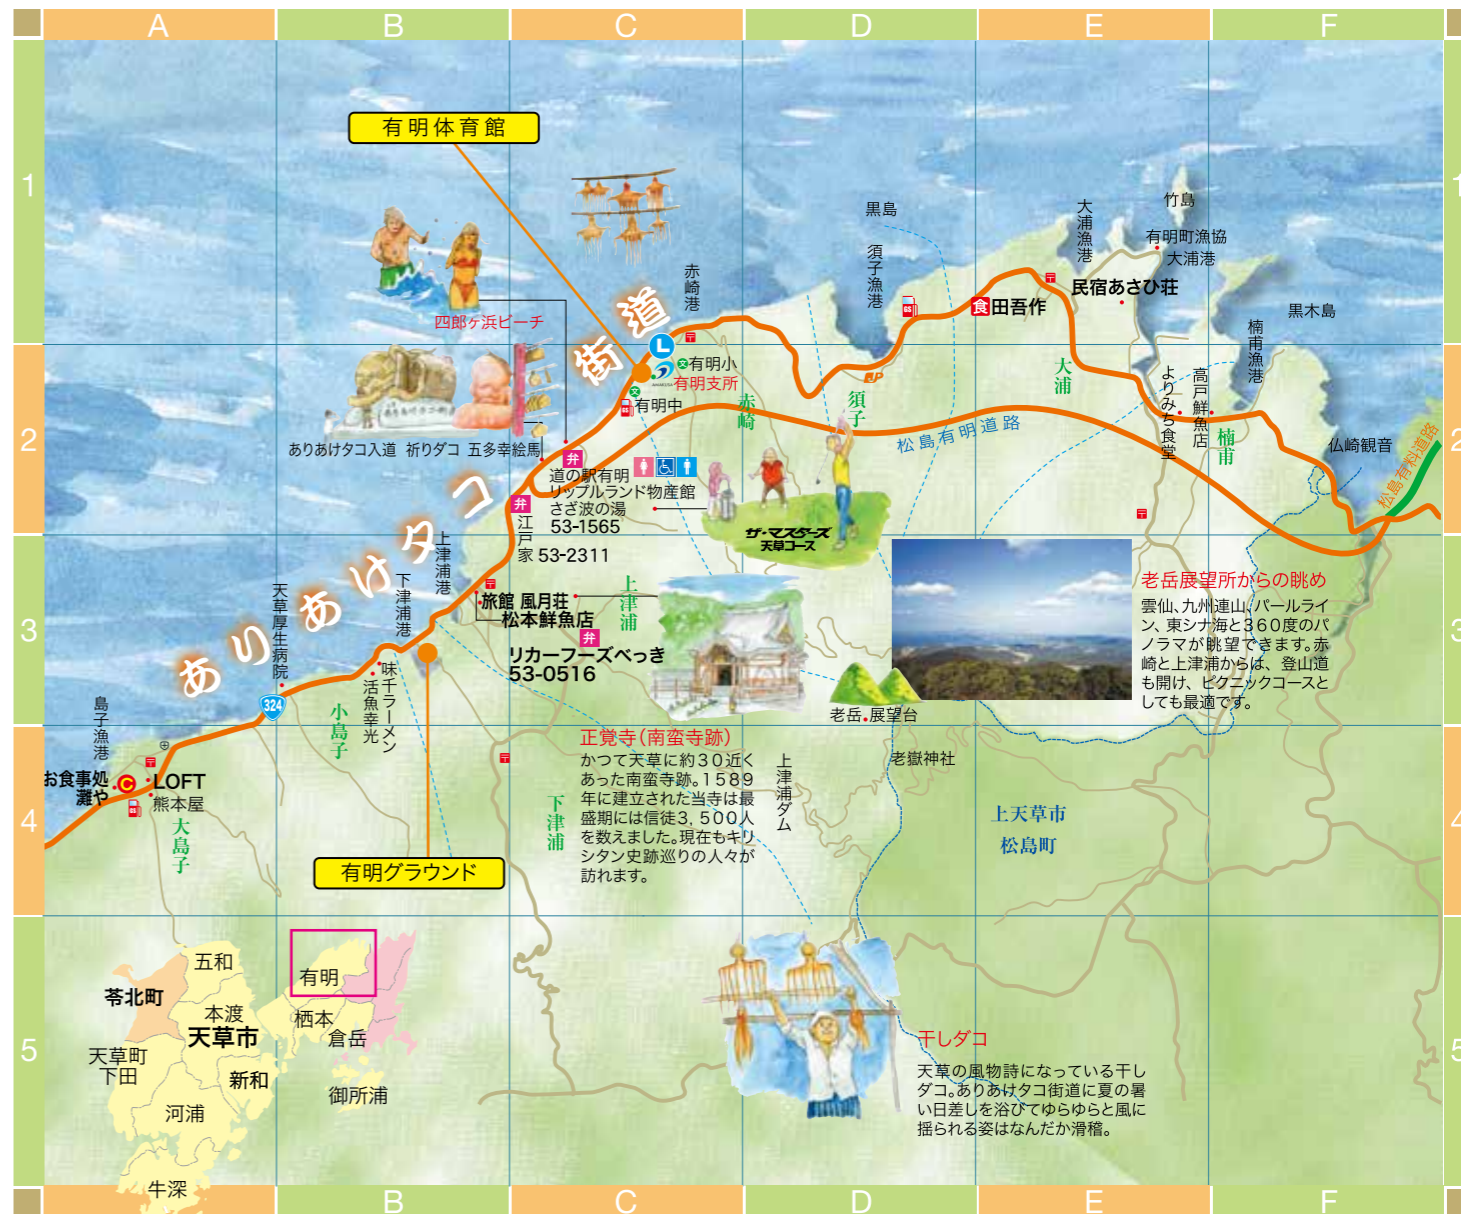 A
B
C
D
E
F
1
1
有明体育館
竹島
黒島
大浦漁港
有明町漁協
大浦港
須子漁港
赤崎港
民宿あさひ荘
食
田吾作
黒木島
楠甫漁港
四郎ヶ浜ビーチ
L
文
有明小
有明支所
文
有明中
GS
GS
P
赤崎
須子
大浦
楠甫
よりみち食堂
高戸鮮魚店
仏崎観音
松島有料道路
松島有明道路
2
2
ありあけタコ入道
祈りダコ
五多幸絵馬
弁
道の駅有明
リップルランド物産館
さざ波の湯
53-1565
弁
江戸家
53-2311
ザ・マスターズ
天草コース
ありあけタコ街道
上津浦港
下津浦港
天草厚生病院
旅館 風月荘
松本鮮魚店
上津浦
弁
リカーフーズべっき
53-0516
3
3
老岳展望所からの眺め
雲仙、九州連山、パールライ
ン、東シナ海と360度のパ
ノラマが眺望できます。赤
崎と上津浦からは、登山道
も開け、ピクニックコースと
しても最適です。
老岳
展望台
324
味千ラーメン
活魚幸光
小島子
島子漁港
お食事処
灘や
C
LOFT
熊本屋
GS
大島子
4
4
正覚寺(南蛮寺跡)
かつて天草に約30近く
あった南蛮寺跡。1589
年に建立された当寺は最
盛期には信徒3,500人
を数えました。現在もキリ
シタン史跡巡りの人々が
訪れます。
下津浦
上津浦ダム
老嶽神社
上天草市
松島町
有明グラウンド
5
5
五和
有明
苓北町
本渡
天草市
栖本
倉岳
天草町
下田
新和
御所浦
河浦
牛深
干しダコ
天草の風物詩になっている干し
ダコ。ありあけタコ街道に夏の暑
い日差しを浴びてゆらゆらと風に
揺られる姿はなんだか滑稽。
A
B
C
D
E
F